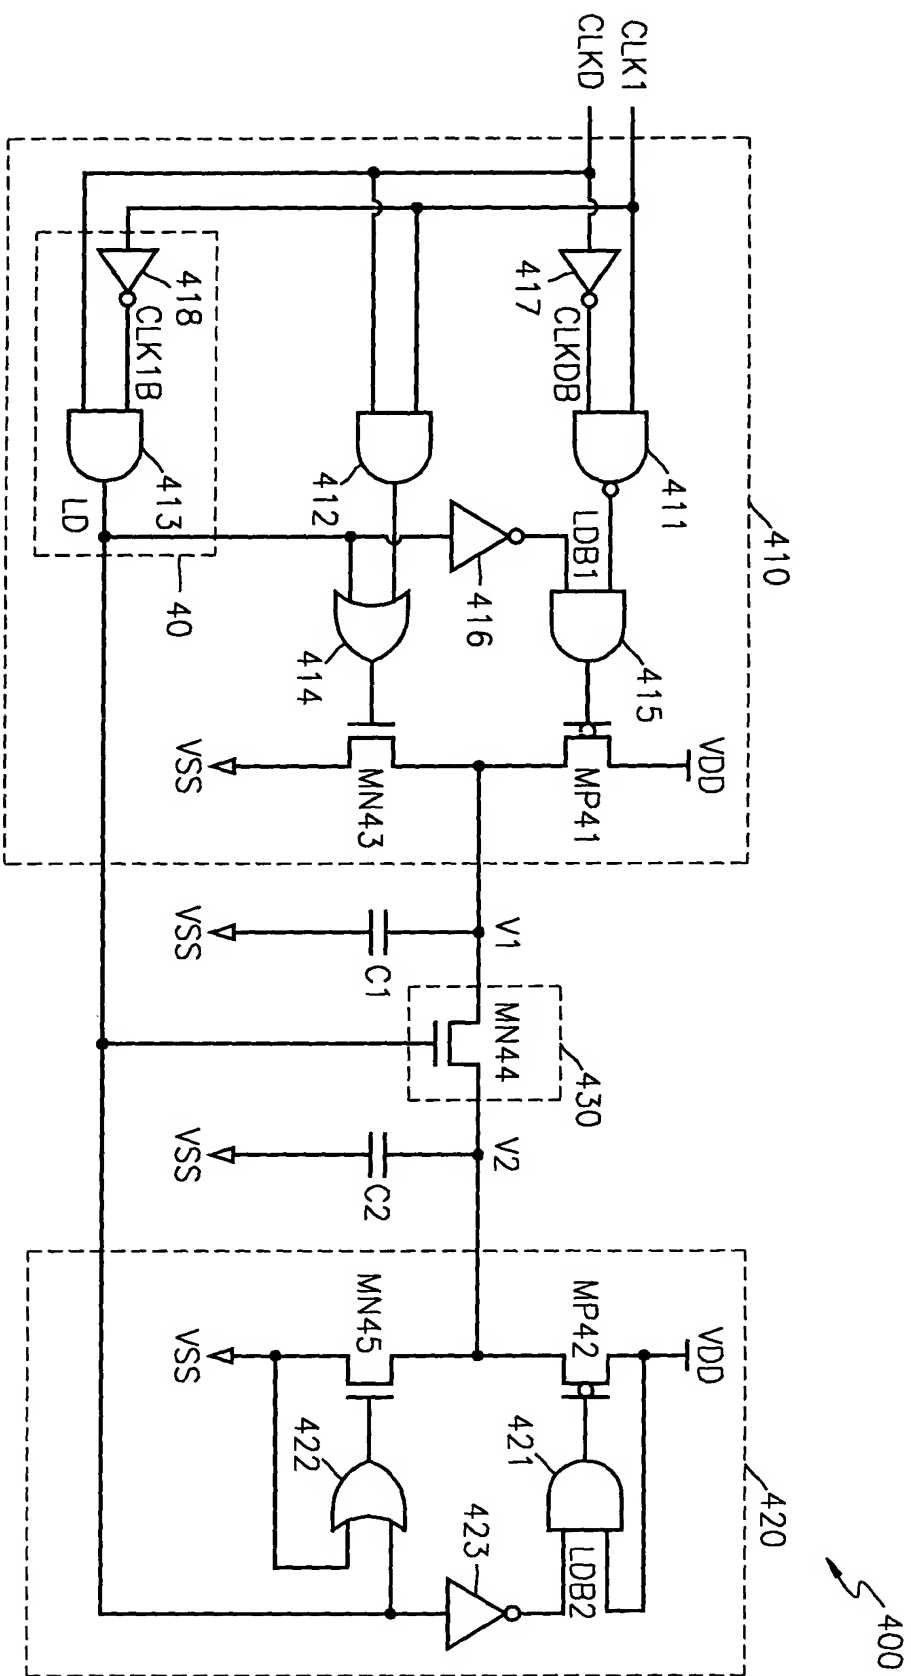 400
410
CLK1
CLKD
417
CLKDB
411
LDB1
415
VDD
MP41
416
412
414
MN43
VSS
418
CLK1B
413
LD
40
V1
C1
VSS
430
MN44
V2
C2
VSS
420
VDD
MP42
421
LDB2
423
MN45
422
VSS